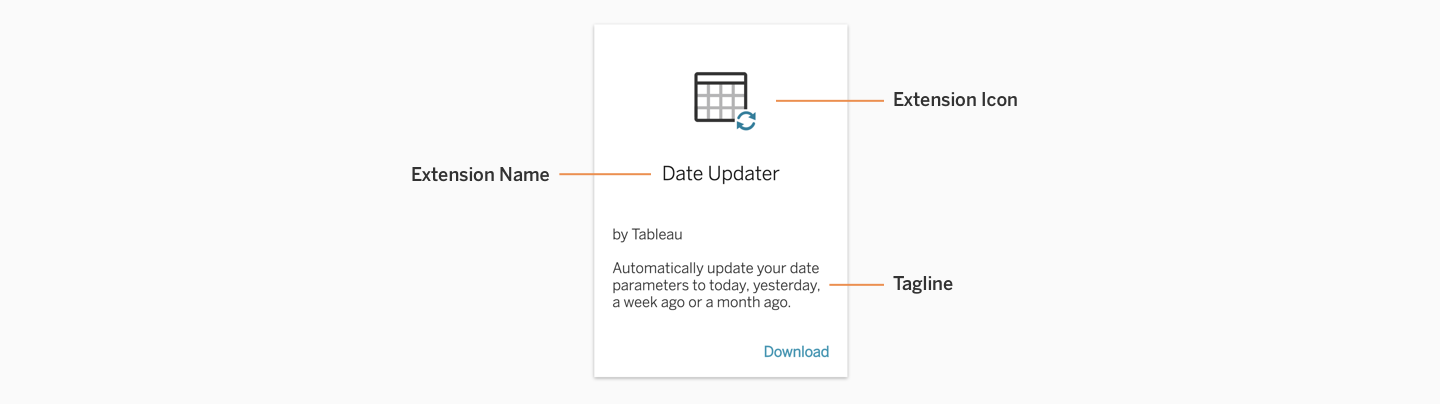 Extension Icon
Extension Name
Date Updater
by Tableau
Automatically update your date
parameters to today, yesterday,
a week ago or a month ago.
Tagline
Download